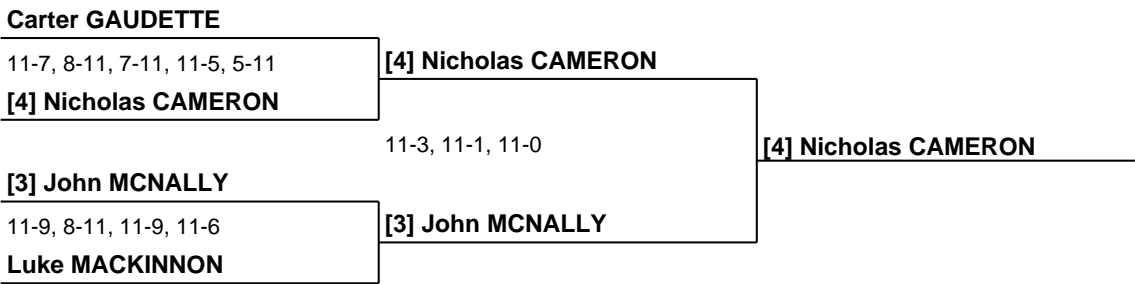 Carter GAUDETTE
11-7, 8-11, 7-11, 11-5, 5-11
[4] Nicholas CAMERON
[4] Nicholas CAMERON
11-3, 11-1, 11-0
[4] Nicholas CAMERON
[3] John MCNALLY
11-9, 8-11, 11-9, 11-6
[3] John MCNALLY
Luke MACKINNON